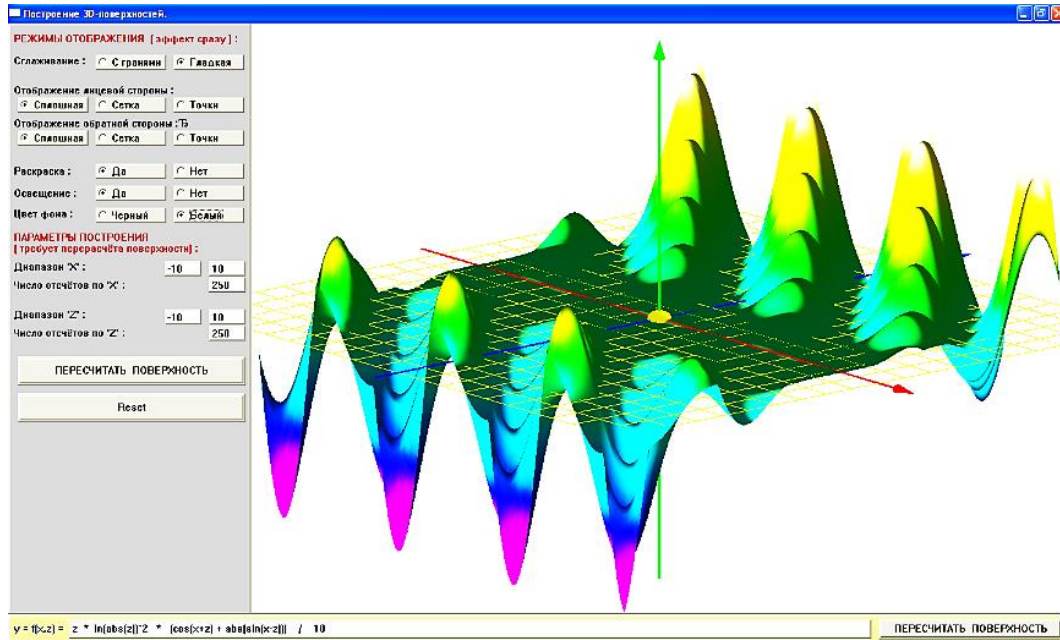 Построение 3D-поверхностей.
РЕЖИМЫ ОТОБРАЖЕНИЯ [эффект сразу] :
Сглаживание : С гранями Гладкая
Отображение лицевой стороны :
Сплошная Сетка Точки
Отображение обратной стороны :Ъ
Сплошная Сетка Точки
Раскраска : Да Нет
Освещение : Да Нет
Цвет фона : Черный Белый
ПАРАМЕТРЫ ПОСТРОЕНИЯ
[требует перерасчёта поверхности] :
Диапазон 'X' : -10 10
Число отсчётов по 'X' : 250
Диапазон 'Z' : -10 10
Число отсчётов по 'Z' : 250
ПЕРЕСЧИТАТЬ ПОВЕРХНОСТЬ
Reset
y = f(x,z) = z * ln(abs(z))^2 * (cos(x+z) + abs(sin(x-z))) / 10 ПЕРЕСЧИТАТЬ ПОВЕРХНОСТЬ